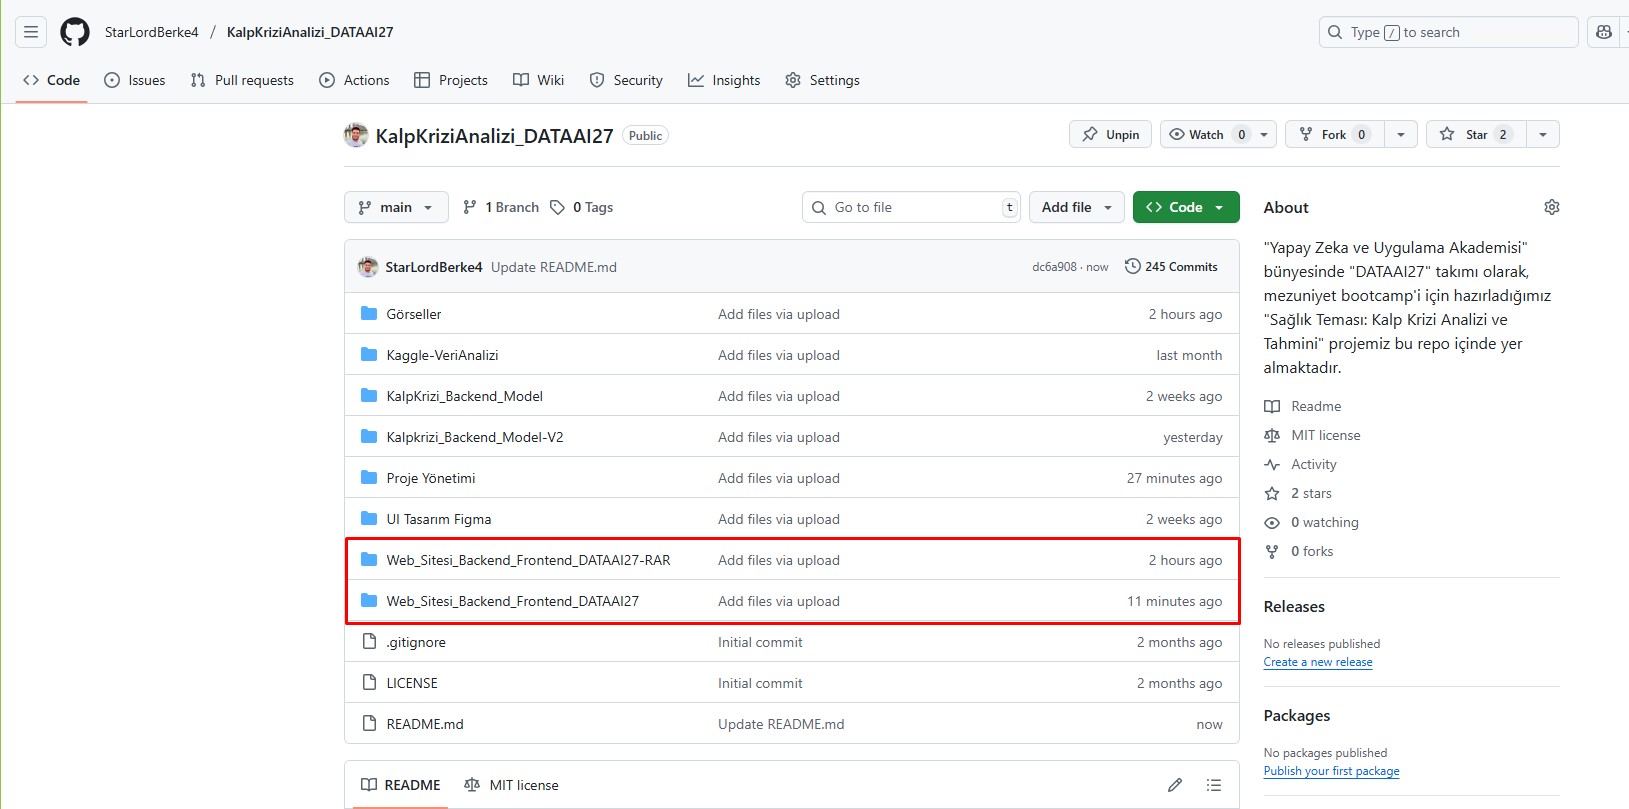 StarLordBerke4 / KalpKriziAnalizi_DATAAI27
Type / to search
Code Issues Pull requests Actions Projects Wiki Security Insights Settings
KalpKriziAnalizi_DATAAI27 Public
Unpin Watch 0 Fork 0 Star 2
main 1 Branch 0 Tags Go to file t Add file Code
StarLordBerke4 Update README.md dc6a908 · now 245 Commits
Görseller Add files via upload 2 hours ago
Kaggle-VeriAnalizi Add files via upload last month
KalpKrizi_Backend_Model Add files via upload 2 weeks ago
Kalpkrizi_Backend_Model-V2 Add files via upload yesterday
Proje Yönetimi Add files via upload 27 minutes ago
UI Tasarım Figma Add files via upload 2 weeks ago
Web_Sitesi_Backend_Frontend_DATAAI27-RAR Add files via upload 2 hours ago
Web_Sitesi_Backend_Frontend_DATAAI27 Add files via upload 11 minutes ago
.gitignore Initial commit 2 months ago
LICENSE Initial commit 2 months ago
README.md Update README.md now
README MIT license
About
"Yapay Zeka ve Uygulama Akademisi"
bünyesinde "DATAAI27" takımı olarak,
mezuniyet bootcamp'i için hazırladığımız
"Sağlık Teması: Kalp Krizi Analizi ve
Tahmini" projemiz bu repo içinde yer
almaktadır.
Readme
MIT license
Activity
2 stars
0 watching
0 forks
Releases
No releases published
Create a new release
Packages
No packages published
Publish your first package